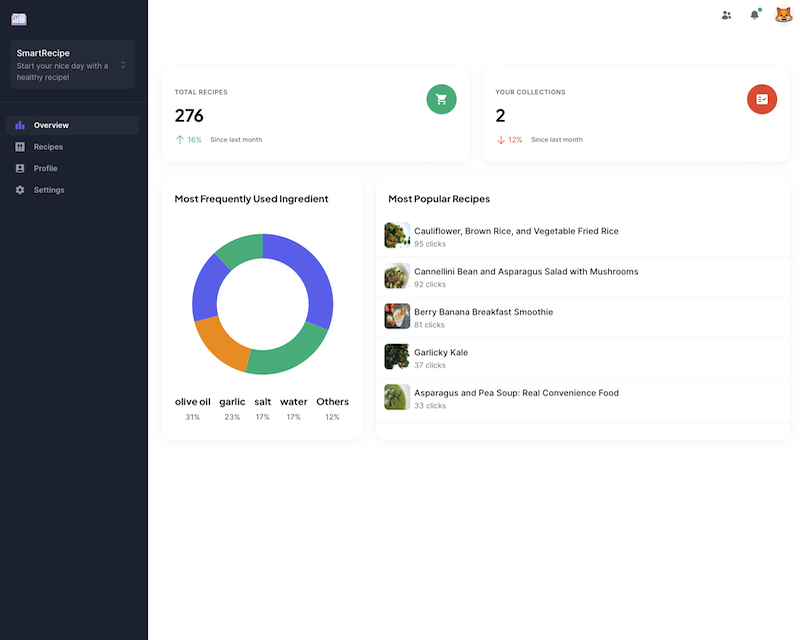 SmartRecipe
Start your nice day with a
healthy recipe!
Overview
Recipes
Profile
Settings
TOTAL RECIPES
276
16% Since last month
YOUR COLLECTIONS
2
12% Since last month
Most Frequently Used Ingredient
olive oil garlic salt water Others
31% 23% 17% 17% 12%
Most Popular Recipes
Cauliflower, Brown Rice, and Vegetable Fried Rice
95 clicks
Cannellini Bean and Asparagus Salad with Mushrooms
92 clicks
Berry Banana Breakfast Smoothie
81 clicks
Garlicky Kale
37 clicks
Asparagus and Pea Soup: Real Convenience Food
33 clicks